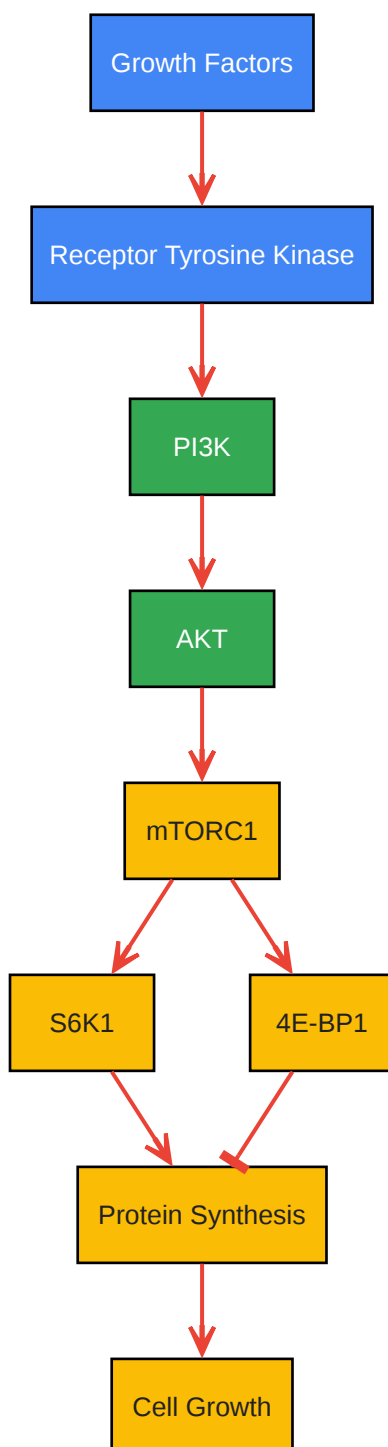 Growth Factors
Receptor Tyrosine Kinase
PI3K
AKT
mTORC1
S6K1
4E-BP1
Protein Synthesis
Cell Growth